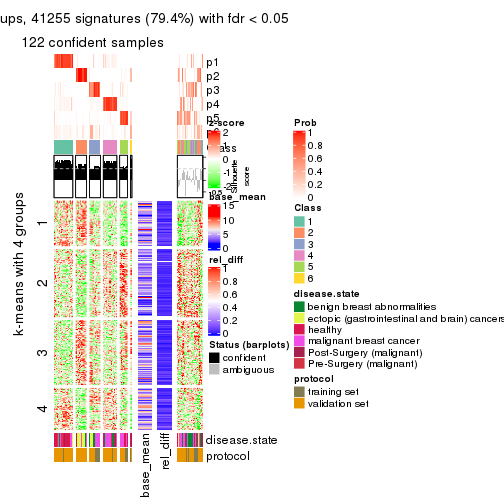 ups, 41255 signatures (79.4%) with fdr < 0.05
122 confident samples
p1
p2
p3
p4
p5
k-means with 4 groups
1
2
3
4
z-score
2
1
0
-1
-2
Silhouette
score
base_mean
15
10
5
0
rel_diff
1
0.8
0.6
0.4
0.2
0
Status (barplots)
confident
ambiguous
Prob
1
0.8
0.6
0.4
0.2
0
Class
1
2
3
4
5
6
disease.state
benign breast abnormalities
ectopic (gastrointestinal and brain) cancers
healthy
malignant breast cancer
Post-Surgery (malignant)
Pre-Surgery (malignant)
protocol
training set
validation set
disease.state
protocol
base_mean
rel_diff